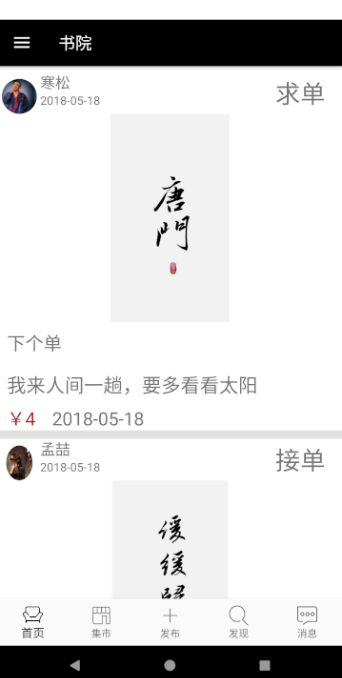 书院
寒松
2018-05-18
求单
唐
門
下个单
我来人间一趟，要多看看太阳
￥4 2018-05-18
孟喆
2018-05-18
接单
缓
缓
首页 集市 发布 发现 消息